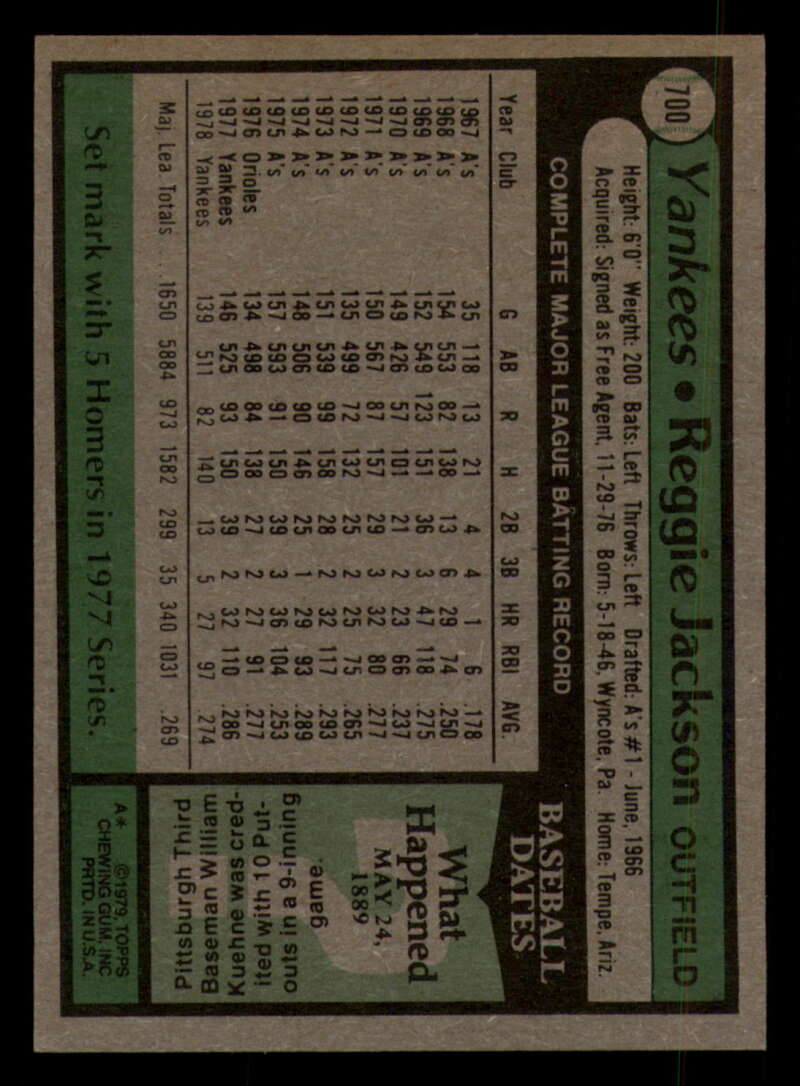 700
Yankees • Reggie Jackson OUTFIELD
Height: 6'0" Weight: 200 Bats: Left Throws: Left Drafted: A's #1 - June, 1966
Acquired: Signed as Free Agent, 11-29-76 Born: 5-18-46, Wyncote, Pa. Home: Tempe, Ariz.
COMPLETE MAJOR LEAGUE BATTING RECORD
Year Club G AB R H 2B 3B HR RBI AVG.
1967 A's 35 118 13 21 4 4 1 6 .178
1968 A's 154 553 82 138 13 6 29 74 .250
1969 A's 152 549 123 151 36 3 47 118 .275
1970 A's 149 426 57 101 21 2 23 66 .237
1971 A's 150 567 87 157 29 3 32 80 .277
1972 A's 135 499 72 132 25 2 25 75 .265
1973 A's 151 539 99 158 28 2 32 117 .293
1974 A's 148 506 90 146 25 1 29 93 .289
1975 A's 157 593 91 150 39 3 36 104 .253
1976 Orioles 134 498 84 138 27 2 27 91 .277
1977 Yankees 146 525 93 150 39 2 32 110 .286
1978 Yankees 139 511 82 140 13 5 27 97 .274
Maj. Lea Totals . . . 1650 5884 973 1582 299 35 340 1031 .269
Set mark with 5 Homers in 1977 Series.
BASEBALL
DATES
What
Happened
MAY 24,
1889
Pittsburgh Third
Baseman William
Kuehne was cred-
ited with 10 Put-
outs in a 9-inning
game.
A* ©1979, TOPPS
CHEWING GUM, INC
PRTD. IN U.S.A.